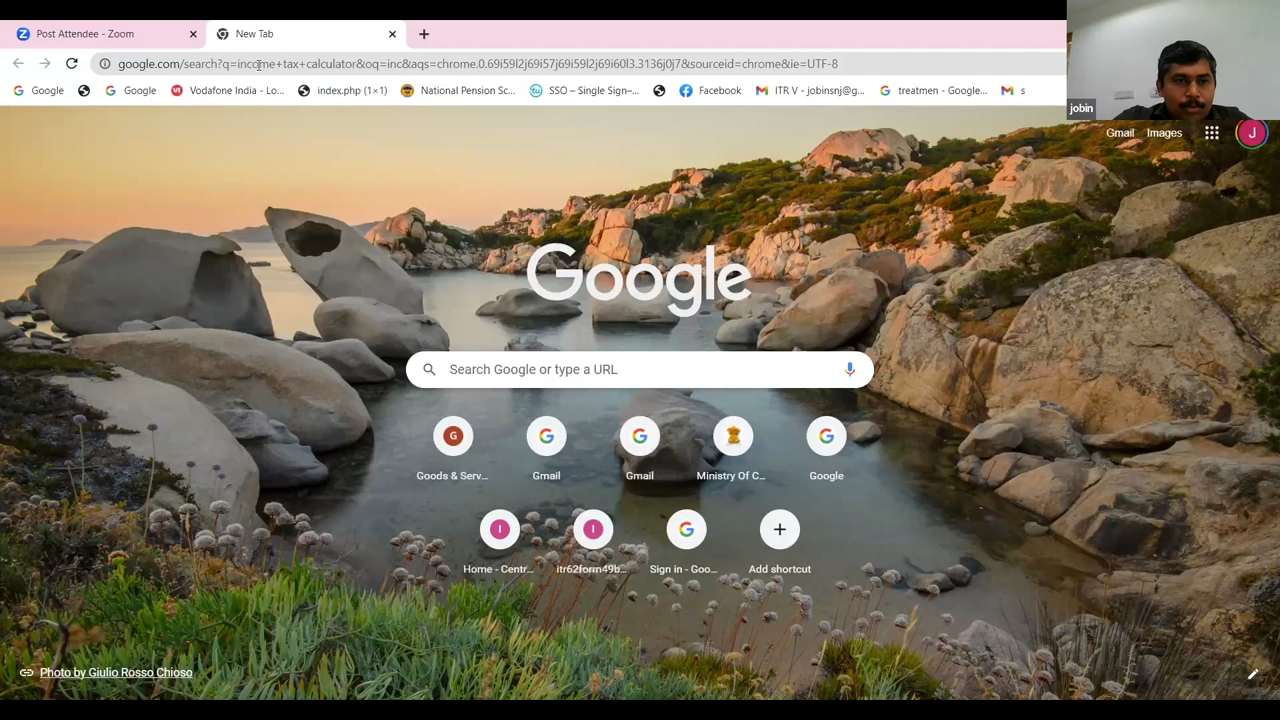 Post Attendee - Zoom
New Tab
google.com/search?q=income+tax+calculator&oq=inc&aqs=chrome.0.69i59l2j69i57j69i59l2j69i60l3.3136j0j7&sourceid=chrome&ie=UTF-8
Google Google Vodafone India - Lo... index.php (1×1) National Pension Sc... SSO – Single Sign-... Facebook ITR V - jobinsnj@g... treatmen - Google... s
jobin
Gmail Images J
Google
Search Google or type a URL
G
Goods & Serv... Gmail Gmail Ministry Of C... Google
I I
Home - Centr... itr62form49b... Sign in - Goo... Add shortcut
Photo by Giulio Rosso Chioso